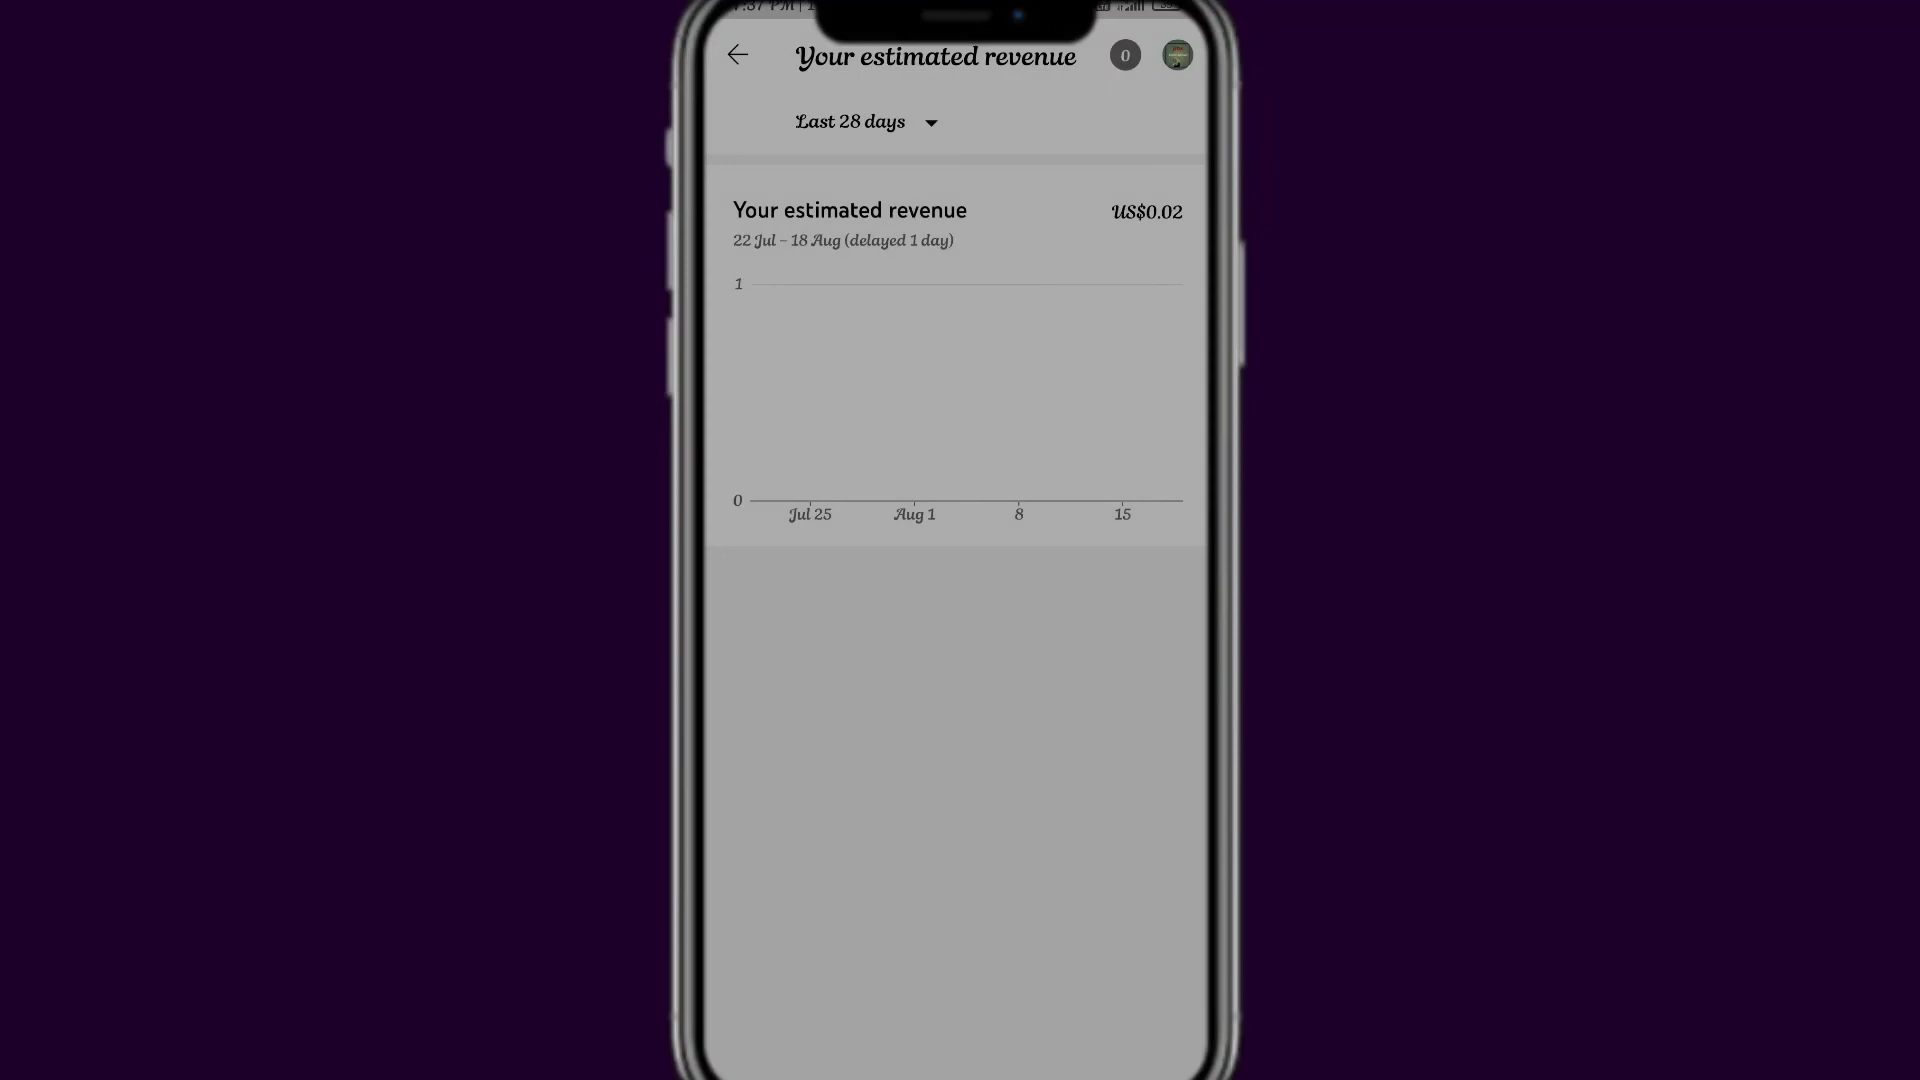 Your estimated revenue
0
Last 28 days
Your estimated revenue
US$0.02
22 Jul – 18 Aug (delayed 1 day)
1
0
Jul 25
Aug 1
8
15